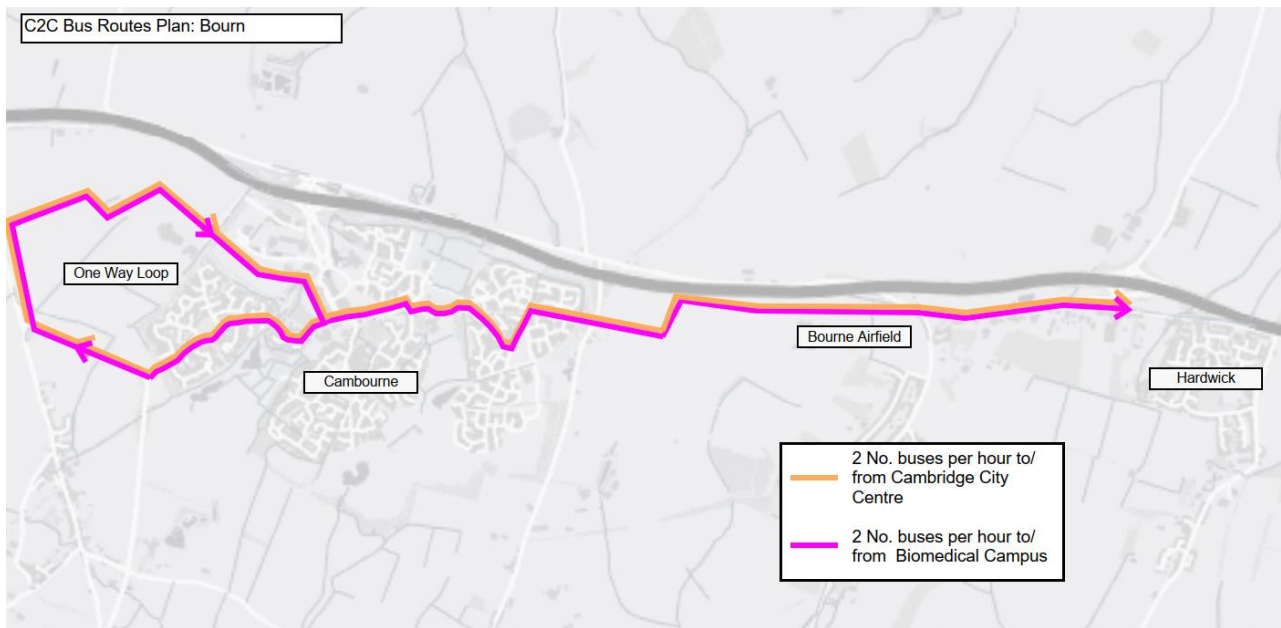 C2C Bus Routes Plan: Bourn
One Way Loop
Bourne Airfield
Cambourne
Hardwick
2 No. buses per hour to/
from Cambridge City
Centre
2 No. buses per hour to/
from Biomedical Campus